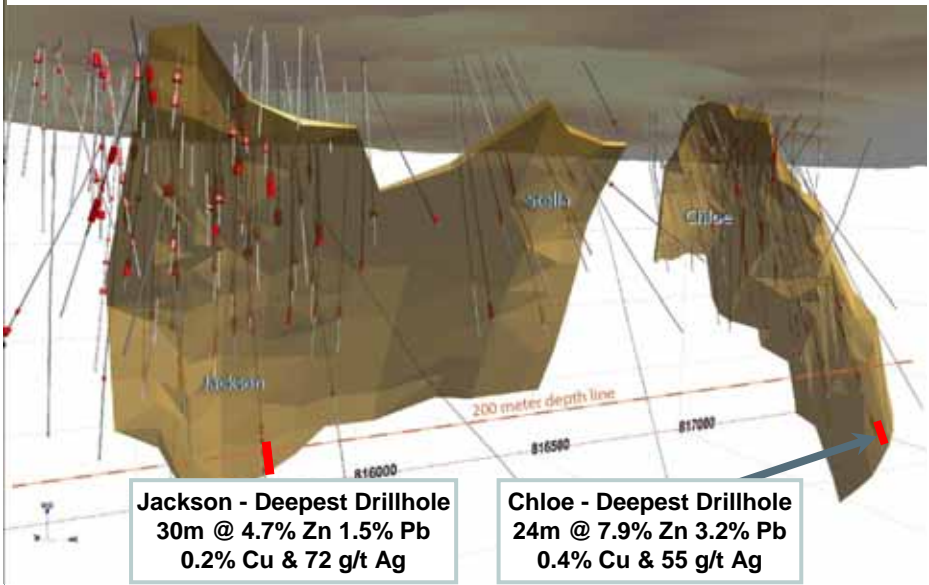 Stella
Chloe
Jackson
200 meter depth line
816000
816500
817000
Jackson - Deepest Drillhole
30m @ 4.7% Zn 1.5% Pb
0.2% Cu & 72 g/t Ag
Chloe - Deepest Drillhole
24m @ 7.9% Zn 3.2% Pb
0.4% Cu & 55 g/t Ag